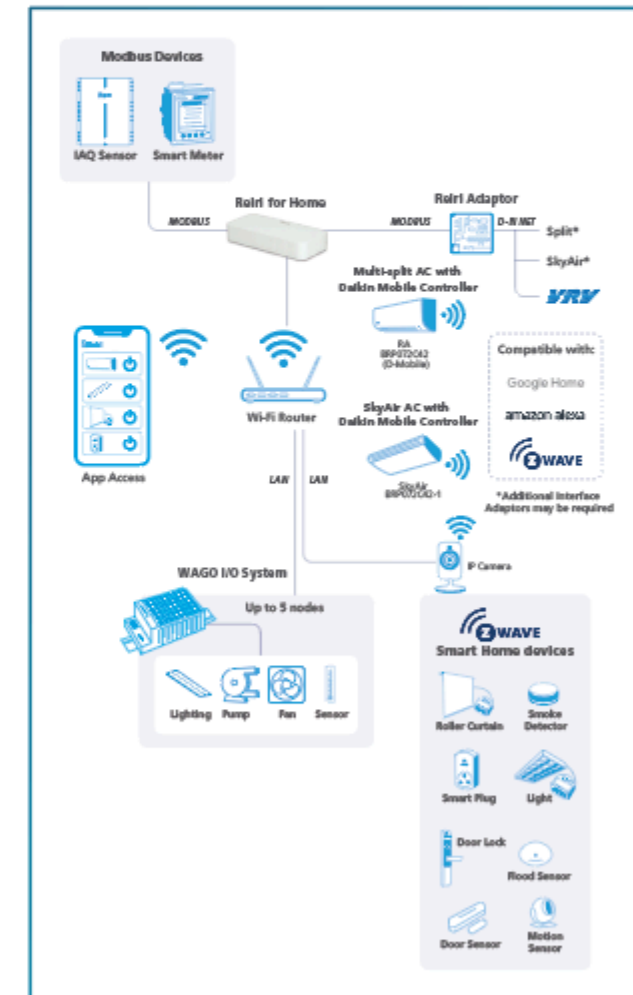 Modbus Devices
IAQ Sensor
Smart Meter
Reiri for Home
Reiri Adaptor
MODBUS
MODBUS
D-III NET
Split*
SkyAir*
VRV
Multi-split AC with
Daikin Mobile Controller
RA
BRP072C42
(D-Mobile)
Compatible with:
Google Home
amazon alexa
Z WAVE
*Additional Interface
Adaptors may be required
App Access
Wi-Fi Router
SkyAir AC with
Daikin Mobile Controller
SkyAir
BRP072C42-1
LAN
LAN
IP Camera
WAGO I/O System
Up to 5 nodes
Lighting
Pump
Fan
Sensor
Z WAVE
Smart Home devices
Roller Curtain
Smoke
Detector
Smart Plug
Light
Door Lock
Flood Sensor
Door Sensor
Motion
Sensor